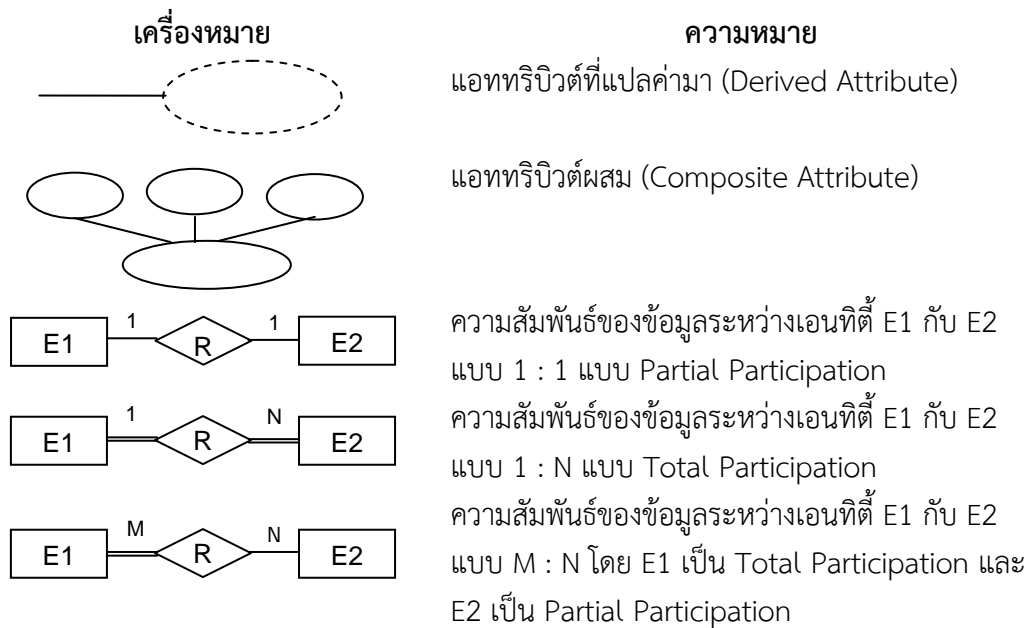 เครื่องหมาย ความหมาย
แอททริบิวต์ที่แปลค่ามา (Derived Attribute)
แอททริบิวต์ผสม (Composite Attribute)
E1 1 R 1 E2
ความสัมพันธ์ของข้อมูลระหว่างเอนทิตี้ E1 กับ E2
แบบ 1 : 1 แบบ Partial Participation
E1 1 R N E2
ความสัมพันธ์ของข้อมูลระหว่างเอนทิตี้ E1 กับ E2
แบบ 1 : N แบบ Total Participation
E1 M R N E2
ความสัมพันธ์ของข้อมูลระหว่างเอนทิตี้ E1 กับ E2
แบบ M : N โดย E1 เป็น Total Participation และ
E2 เป็น Partial Participation